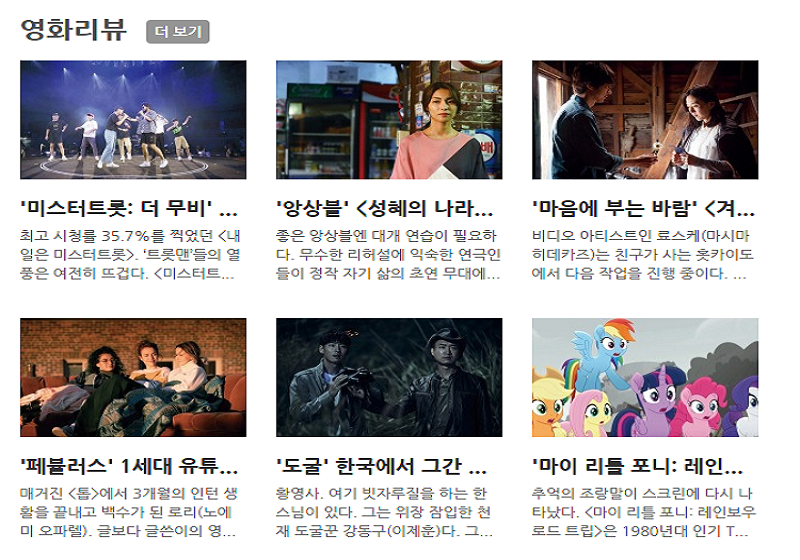 영화리뷰 더 보기
배
'미스터트롯: 더 무비' ...
최고 시청률 35.7%를 찍었던 <내
일은 미스터트롯>. ‘트롯맨’들의 열
풍은 여전히 뜨겁다. <미스터트...
'앙상블' <성혜의 나라...
좋은 앙상블엔 대개 연습이 필요하
다. 무수한 리허설에 익숙한 연극인
들이 정작 자기 삶의 초연 무대에...
'마음에 부는 바람' <겨...
비디오 아티스트인 료스케(마시마
히데카즈)는 친구가 사는 홋카이도
에서 다음 작업을 진행 중이다. ...
'페뷸러스' 1세대 유튜...
매거진 <톱>에서 3개월의 인턴 생
활을 끝내고 백수가 된 로리(노에
미 오파렐). 글보다 글쓴이의 영...
'도굴' 한국에서 그간 ...
황영사. 여기 빗자루질을 하는 한
스님이 있다. 그는 위장 잠입한 천
재 도굴꾼 강동구(이제훈)다. 그...
'마이 리틀 포니: 레인...
추억의 조랑말이 스크린에 다시 나
타났다. <마이 리틀 포니: 레인보우
로드 트립>은 1980년대 인기 T...